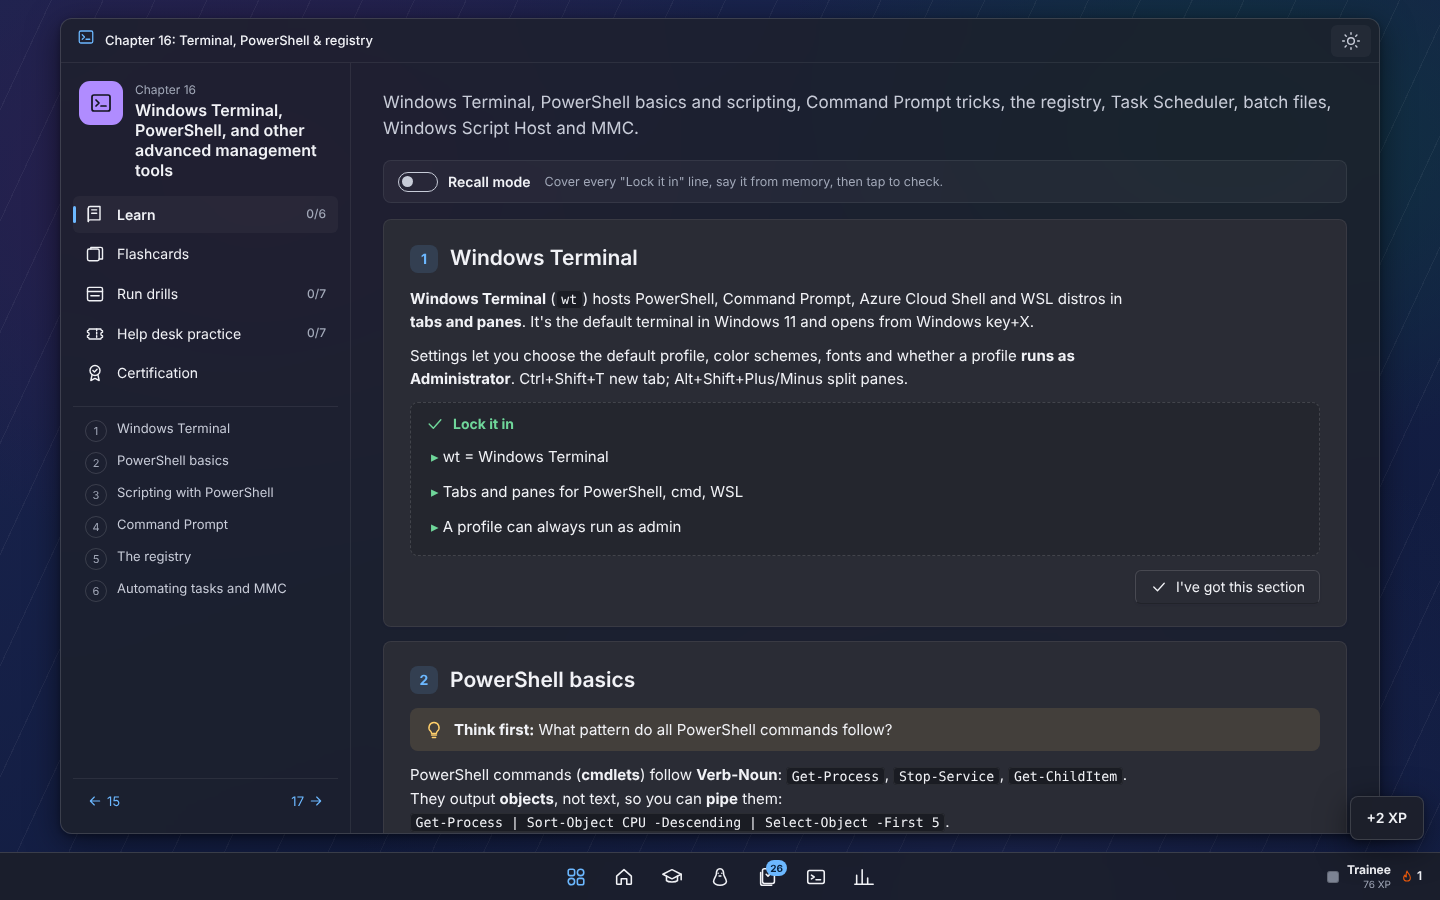 Chapter 16: Terminal, PowerShell & registry
Chapter 16
Windows Terminal,
PowerShell, and other
advanced management
tools
Learn 0/6
Flashcards
Run drills 0/7
Help desk practice 0/7
Certification
1 Windows Terminal
2 PowerShell basics
3 Scripting with PowerShell
4 Command Prompt
5 The registry
6 Automating tasks and MMC
← 15 17 →
Windows Terminal, PowerShell basics and scripting, Command Prompt tricks, the registry, Task Scheduler, batch files,
Windows Script Host and MMC.
Recall mode Cover every "Lock it in" line, say it from memory, then tap to check.
1 Windows Terminal
Windows Terminal ( wt ) hosts PowerShell, Command Prompt, Azure Cloud Shell and WSL distros in
tabs and panes. It's the default terminal in Windows 11 and opens from Windows key+X.
Settings let you choose the default profile, color schemes, fonts and whether a profile runs as
Administrator. Ctrl+Shift+T new tab; Alt+Shift+Plus/Minus split panes.
Lock it in
▸ wt = Windows Terminal
▸ Tabs and panes for PowerShell, cmd, WSL
▸ A profile can always run as admin
I've got this section
2 PowerShell basics
Think first: What pattern do all PowerShell commands follow?
PowerShell commands (cmdlets) follow Verb-Noun: Get-Process, Stop-Service, Get-ChildItem.
They output objects, not text, so you can pipe them:
Get-Process | Sort-Object CPU -Descending | Select-Object -First 5.
+2 XP
26
Trainee
76 XP
1